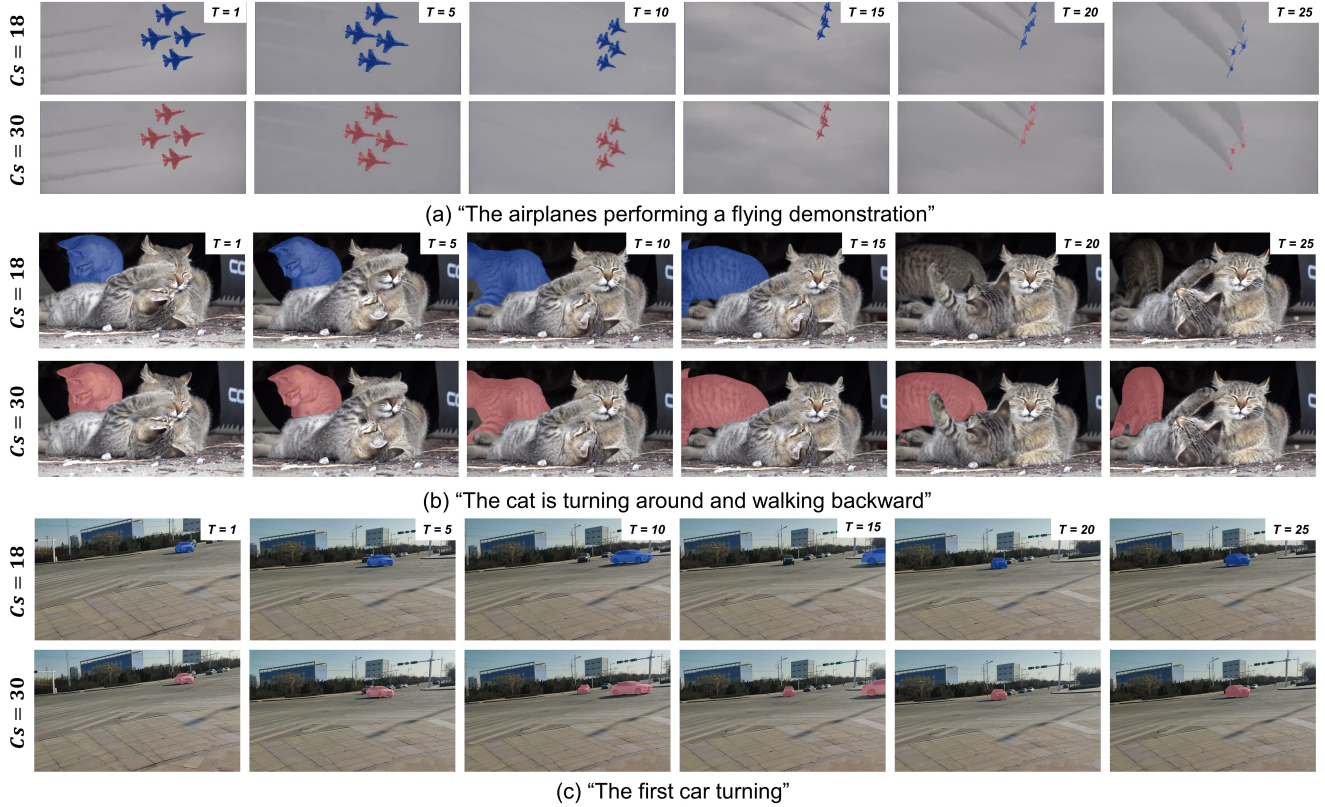 Cs = 18
T = 1
T = 5
T = 10
T = 15
T = 20
T = 25
Cs = 30
(a) “The airplanes performing a flying demonstration”
Cs = 18
T = 1
T = 5
T = 10
T = 15
T = 20
T = 25
Cs = 30
(b) “The cat is turning around and walking backward”
Cs = 18
T = 1
T = 5
T = 10
T = 15
T = 20
T = 25
Cs = 30
(c) “The first car turning”